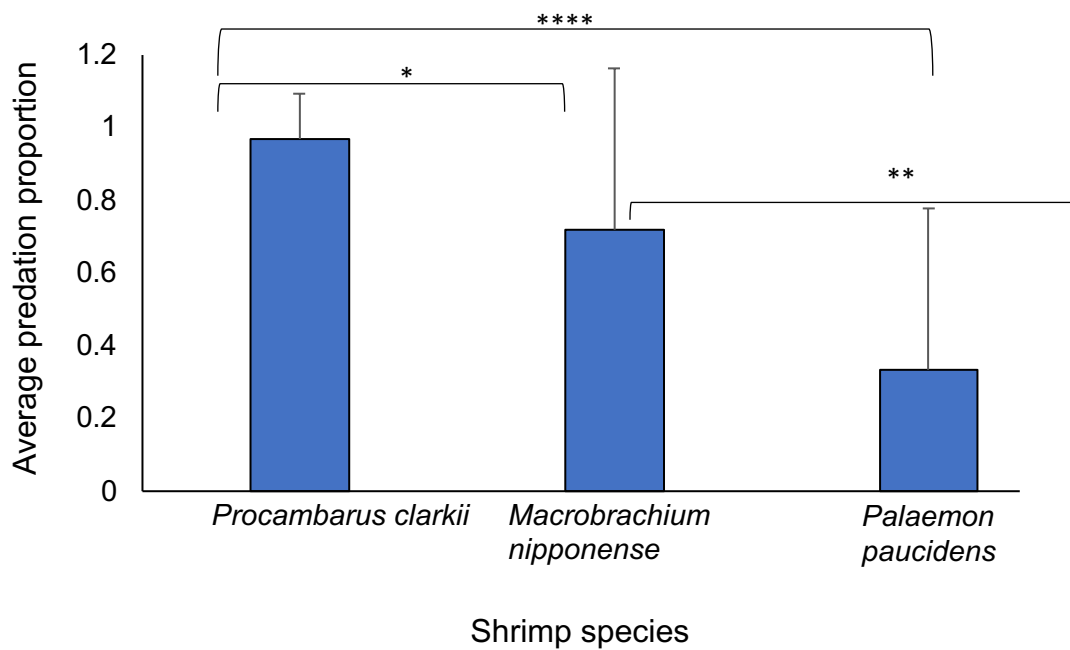 ****
*
**
1.2
1
0.8
0.6
0.4
0.2
0
Average predation proportion
Procambarus clarkii
Macrobrachium
nipponense
Palaemon
paucidens
Shrimp species